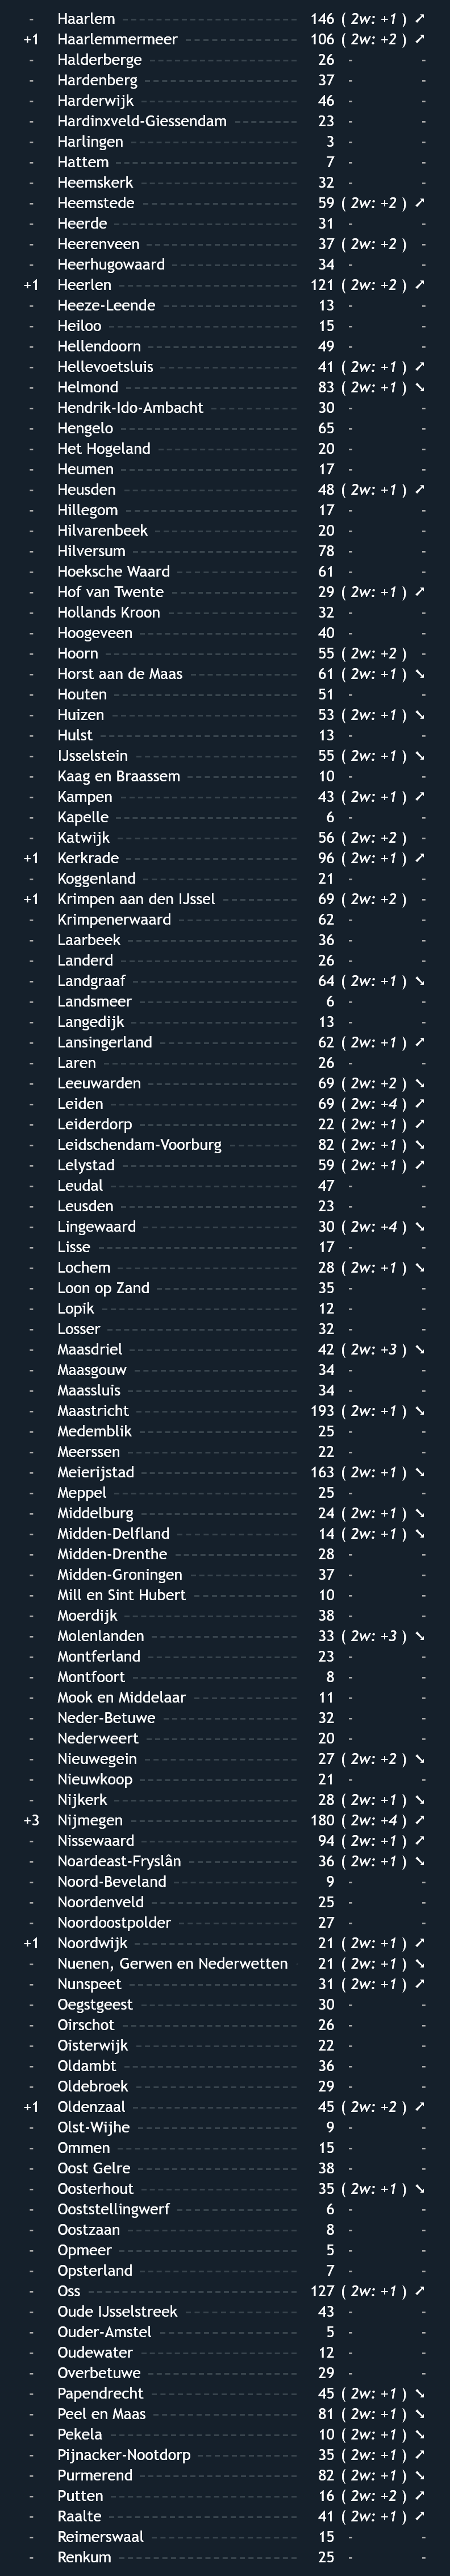 - Haarlem 146 ( 2w: +1 ) ➚
+1 Haarlemmermeer 106 ( 2w: +2 ) ➚
- Halderberge 26 - -
- Hardenberg 37 - -
- Harderwijk 46 - -
- Hardinxveld-Giessendam 23 - -
- Harlingen 3 - -
- Hattem 7 - -
- Heemskerk 32 - -
- Heemstede 59 ( 2w: +2 ) ➚
- Heerde 31 - -
- Heerenveen 37 ( 2w: +2 ) -
- Heerhugowaard 34 - -
+1 Heerlen 121 ( 2w: +2 ) ➚
- Heeze-Leende 13 - -
- Heiloo 15 - -
- Hellendoorn 49 - -
- Hellevoetsluis 41 ( 2w: +1 ) ➚
- Helmond 83 ( 2w: +1 ) ➘
- Hendrik-Ido-Ambacht 30 - -
- Hengelo 65 - -
- Het Hogeland 20 - -
- Heumen 17 - -
- Heusden 48 ( 2w: +1 ) ➚
- Hillegom 17 - -
- Hilvarenbeek 20 - -
- Hilversum 78 - -
- Hoeksche Waard 61 - -
- Hof van Twente 29 ( 2w: +1 ) ➚
- Hollands Kroon 32 - -
- Hoogeveen 40 - -
- Hoorn 55 ( 2w: +2 ) -
- Horst aan de Maas 61 ( 2w: +1 ) ➘
- Houten 51 - -
- Huizen 53 ( 2w: +1 ) ➘
- Hulst 13 - -
- IJsselstein 55 ( 2w: +1 ) ➘
- Kaag en Braassem 10 - -
- Kampen 43 ( 2w: +1 ) ➚
- Kapelle 6 - -
- Katwijk 56 ( 2w: +2 ) -
+1 Kerkrade 96 ( 2w: +1 ) ➚
- Koggenland 21 - -
+1 Krimpen aan den IJssel 69 ( 2w: +2 ) -
- Krimpenerwaard 62 - -
- Laarbeek 36 - -
- Landerd 26 - -
- Landgraaf 64 ( 2w: +1 ) ➘
- Landsmeer 6 - -
- Langedijk 13 - -
- Lansingerland 62 ( 2w: +1 ) ➚
- Laren 26 - -
- Leeuwarden 69 ( 2w: +2 ) ➘
- Leiden 69 ( 2w: +4 ) ➚
- Leiderdorp 22 ( 2w: +1 ) ➚
- Leidschendam-Voorburg 82 ( 2w: +1 ) ➘
- Lelystad 59 ( 2w: +1 ) ➚
- Leudal 47 - -
- Leusden 23 - -
- Lingewaard 30 ( 2w: +4 ) ➘
- Lisse 17 - -
- Lochem 28 ( 2w: +1 ) ➘
- Loon op Zand 35 - -
- Lopik 12 - -
- Losser 32 - -
- Maasdriel 42 ( 2w: +3 ) ➘
- Maasgouw 34 - -
- Maassluis 34 - -
- Maastricht 193 ( 2w: +1 ) ➘
- Medemblik 25 - -
- Meerssen 22 - -
- Meierijstad 163 ( 2w: +1 ) ➘
- Meppel 25 - -
- Middelburg 24 ( 2w: +1 ) ➘
- Midden-Delfland 14 ( 2w: +1 ) ➘
- Midden-Drenthe 28 - -
- Midden-Groningen 37 - -
- Mill en Sint Hubert 10 - -
- Moerdijk 38 - -
- Molenlanden 33 ( 2w: +3 ) ➘
- Montferland 23 - -
- Montfoort 8 - -
- Mook en Middelaar 11 - -
- Neder-Betuwe 32 - -
- Nederweert 20 - -
- Nieuwegein 27 ( 2w: +2 ) ➘
- Nieuwkoop 21 - -
- Nijkerk 28 ( 2w: +1 ) ➘
+3 Nijmegen 180 ( 2w: +4 ) ➚
- Nissewaard 94 ( 2w: +1 ) ➚
- Noardeast-Fryslân 36 ( 2w: +1 ) ➘
- Noord-Beveland 9 - -
- Noordenveld 25 - -
- Noordoostpolder 27 - -
+1 Noordwijk 21 ( 2w: +1 ) ➚
- Nuenen, Gerwen en Nederwetten 21 ( 2w: +1 ) ➘
- Nunspeet 31 ( 2w: +1 ) ➚
- Oegstgeest 30 - -
- Oirschot 26 - -
- Oisterwijk 22 - -
- Oldambt 36 - -
- Oldebroek 29 - -
+1 Oldenzaal 45 ( 2w: +2 ) ➚
- Olst-Wijhe 9 - -
- Ommen 15 - -
- Oost Gelre 38 - -
- Oosterhout 35 ( 2w: +1 ) ➘
- Ooststellingwerf 6 - -
- Oostzaan 8 - -
- Opmeer 5 - -
- Opsterland 7 - -
- Oss 127 ( 2w: +1 ) ➚
- Oude IJsselstreek 43 - -
- Ouder-Amstel 5 - -
- Oudewater 12 - -
- Overbetuwe 29 - -
- Papendrecht 45 ( 2w: +1 ) ➘
- Peel en Maas 81 ( 2w: +1 ) ➘
- Pekela 10 ( 2w: +1 ) ➘
- Pijnacker-Nootdorp 35 ( 2w: +1 ) ➚
- Purmerend 82 ( 2w: +1 ) ➘
- Putten 16 ( 2w: +2 ) ➚
- Raalte 41 ( 2w: +1 ) ➚
- Reimerswaal 15 - -
- Renkum 25 - -